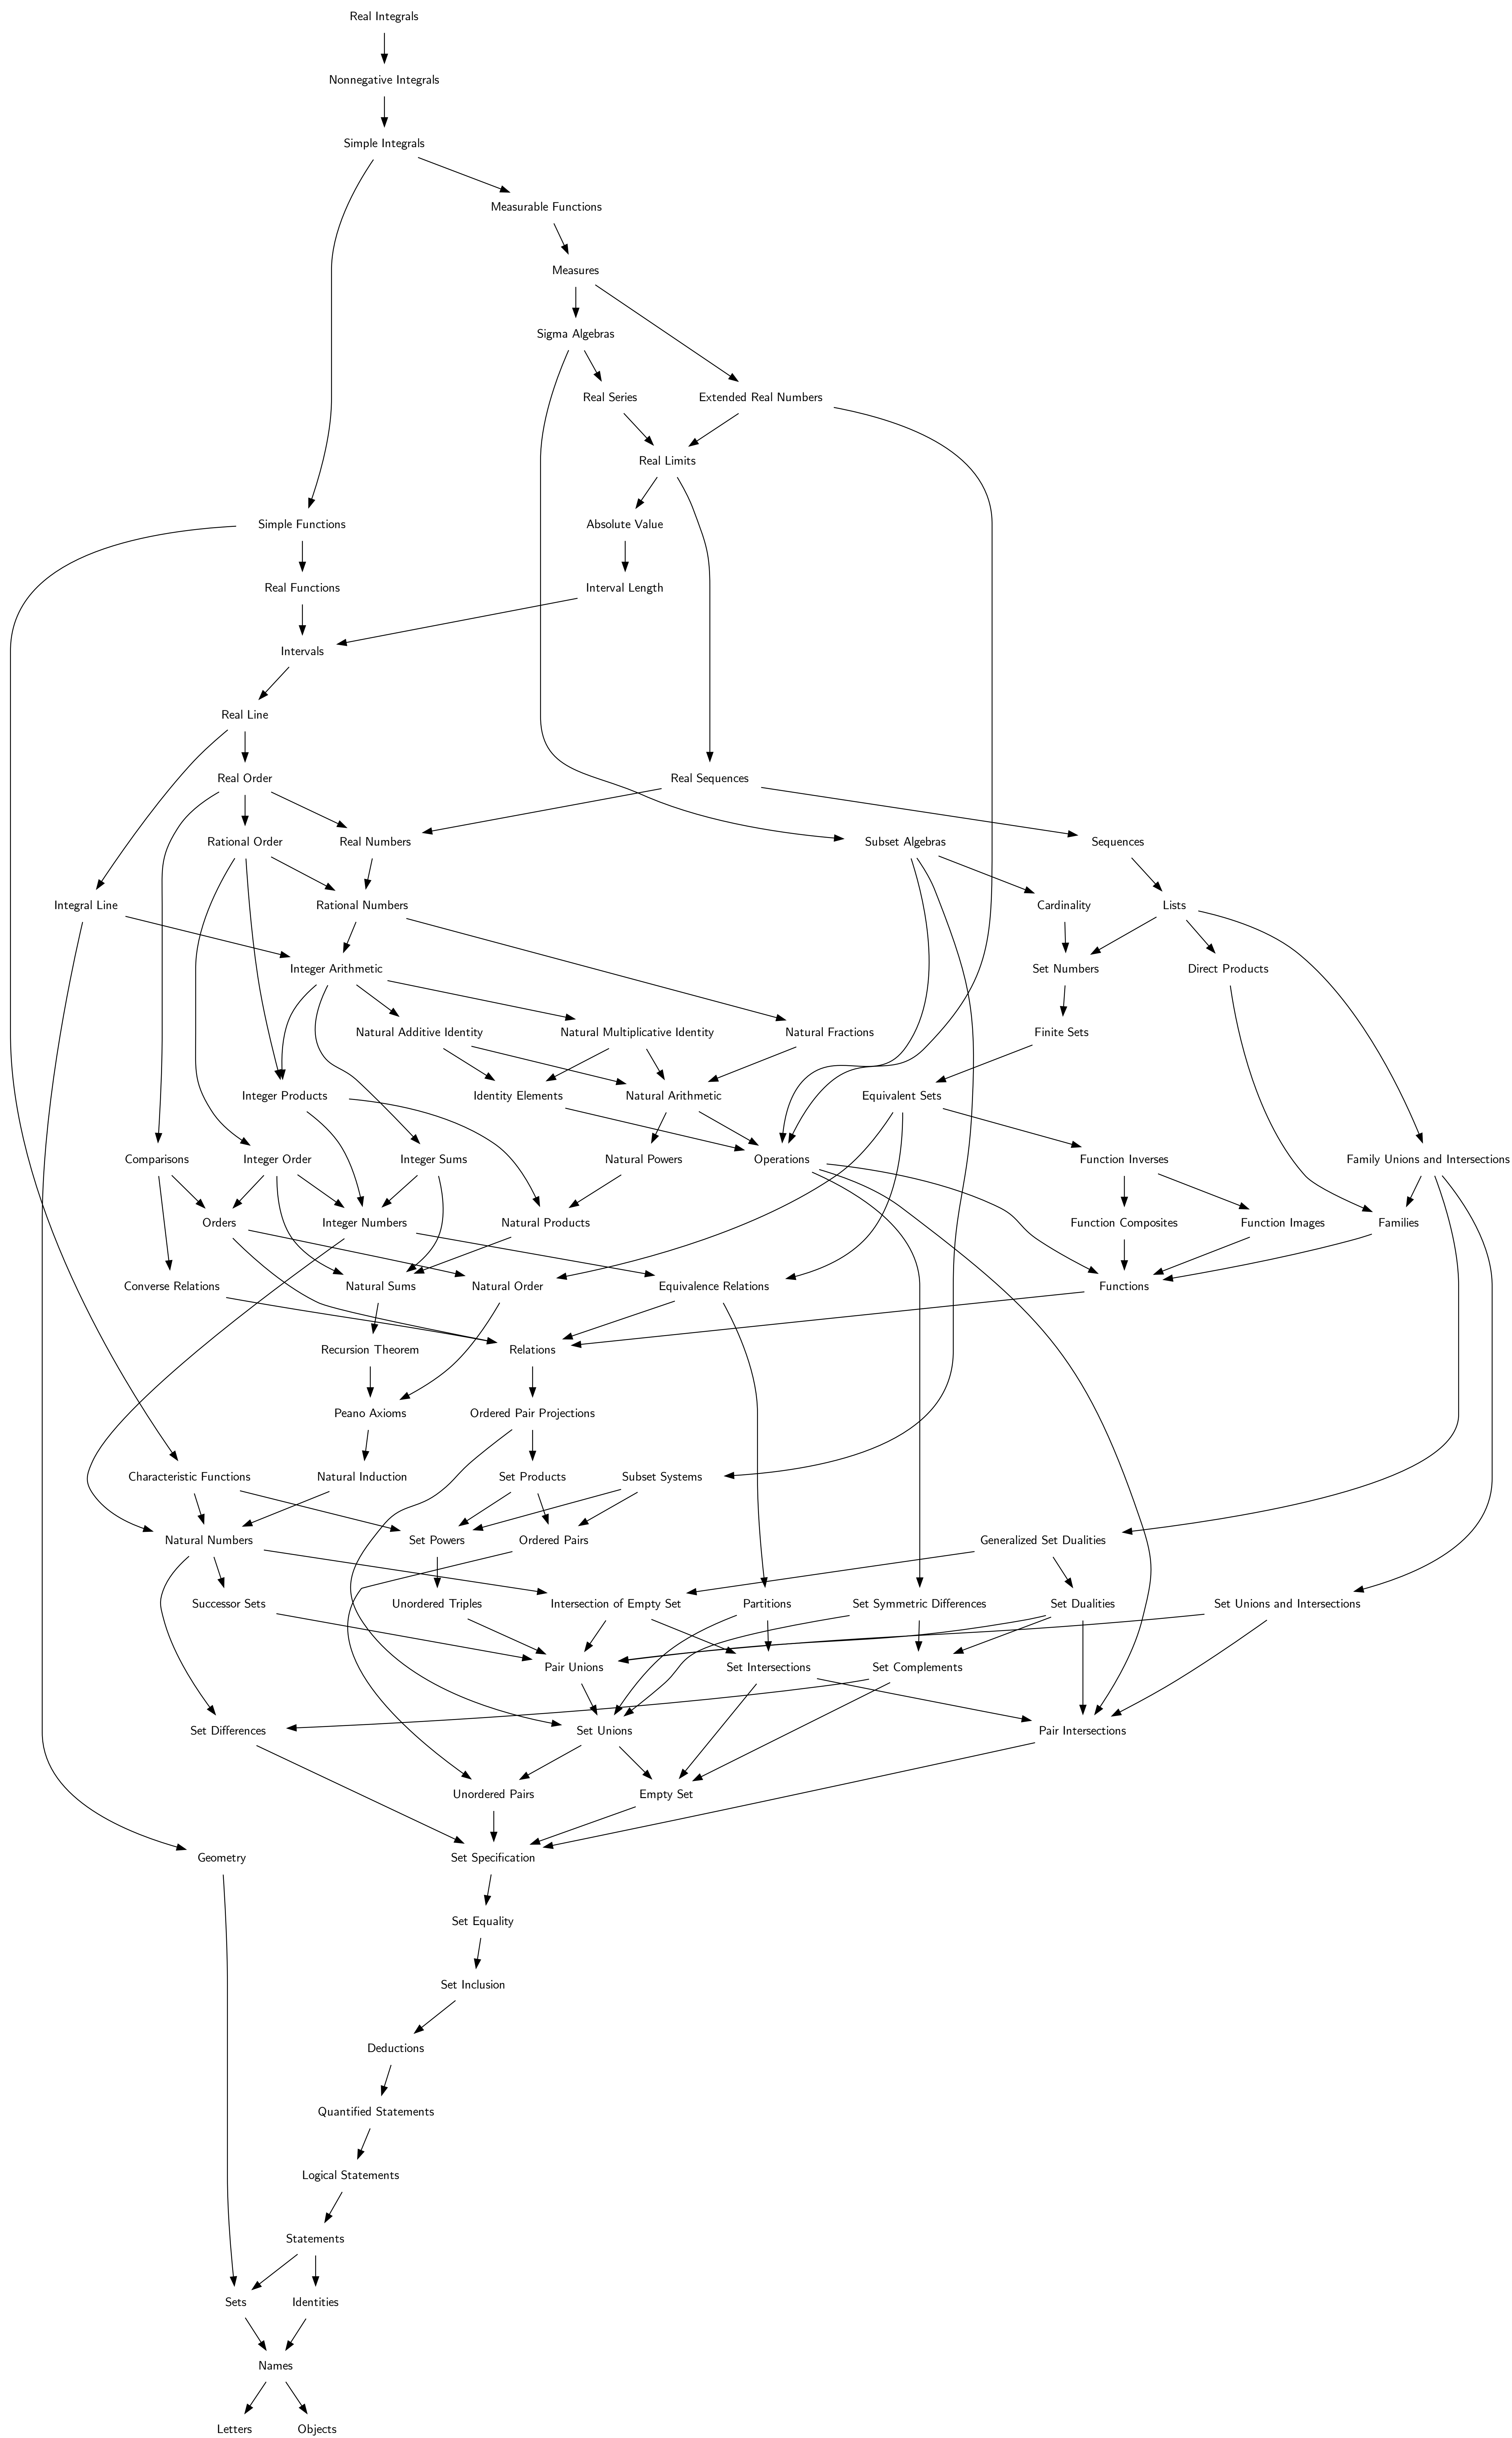 Real Integrals
Nonnegative Integrals
Simple Integrals
Measurable Functions
Measures
Sigma Algebras
Real Series
Extended Real Numbers
Real Limits
Simple Functions
Absolute Value
Real Functions
Interval Length
Intervals
Real Line
Real Order
Real Sequences
Rational Order
Real Numbers
Subset Algebras
Sequences
Integral Line
Rational Numbers
Cardinality
Lists
Integer Arithmetic
Set Numbers
Direct Products
Natural Additive Identity
Natural Multiplicative Identity
Natural Fractions
Finite Sets
Integer Products
Identity Elements
Natural Arithmetic
Equivalent Sets
Comparisons
Integer Order
Integer Sums
Natural Powers
Operations
Function Inverses
Family Unions and Intersections
Orders
Integer Numbers
Natural Products
Function Composites
Function Images
Families
Converse Relations
Natural Sums
Natural Order
Equivalence Relations
Functions
Recursion Theorem
Relations
Peano Axioms
Ordered Pair Projections
Characteristic Functions
Natural Induction
Set Products
Subset Systems
Natural Numbers
Set Powers
Ordered Pairs
Generalized Set Dualities
Successor Sets
Unordered Triples
Intersection of Empty Set
Partitions
Set Symmetric Differences
Set Dualities
Set Unions and Intersections
Pair Unions
Set Intersections
Set Complements
Set Differences
Set Unions
Pair Intersections
Unordered Pairs
Empty Set
Geometry
Set Specification
Set Equality
Set Inclusion
Deductions
Quantified Statements
Logical Statements
Statements
Sets
Identities
Names
Letters
Objects